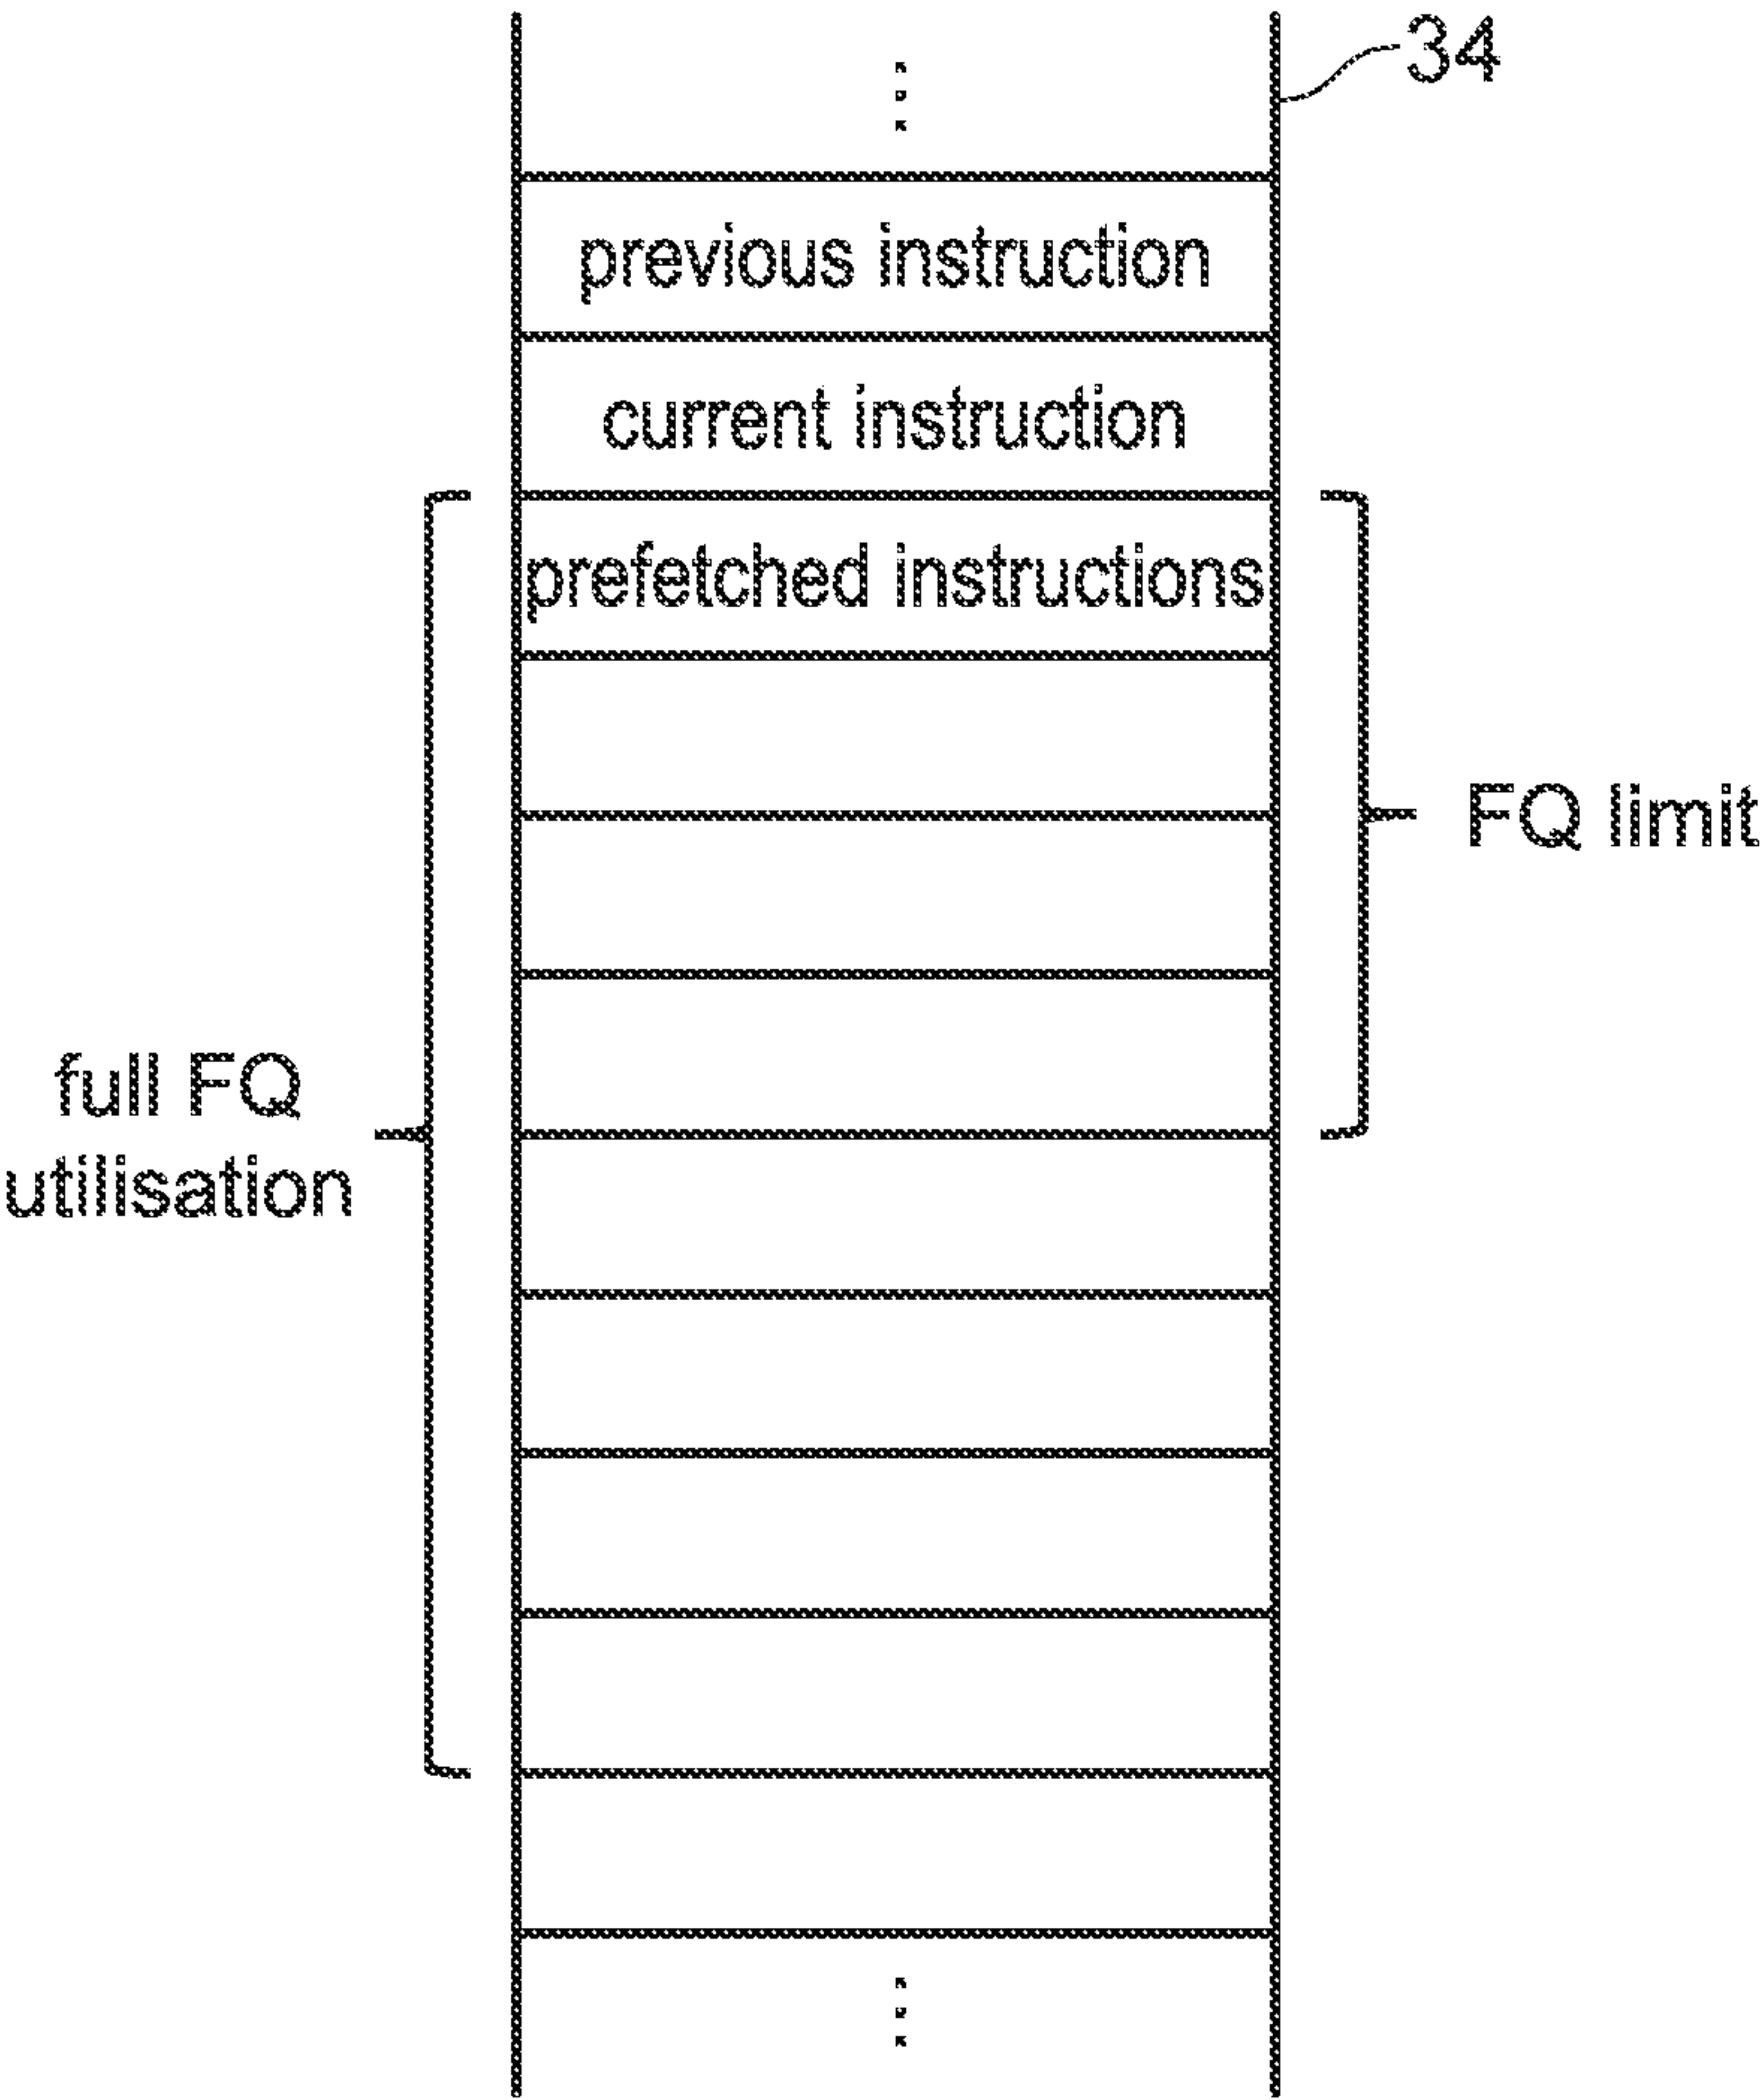 34
previous instruction
current instruction
prefetched instructions
FQ limit
full FQ
utilisation